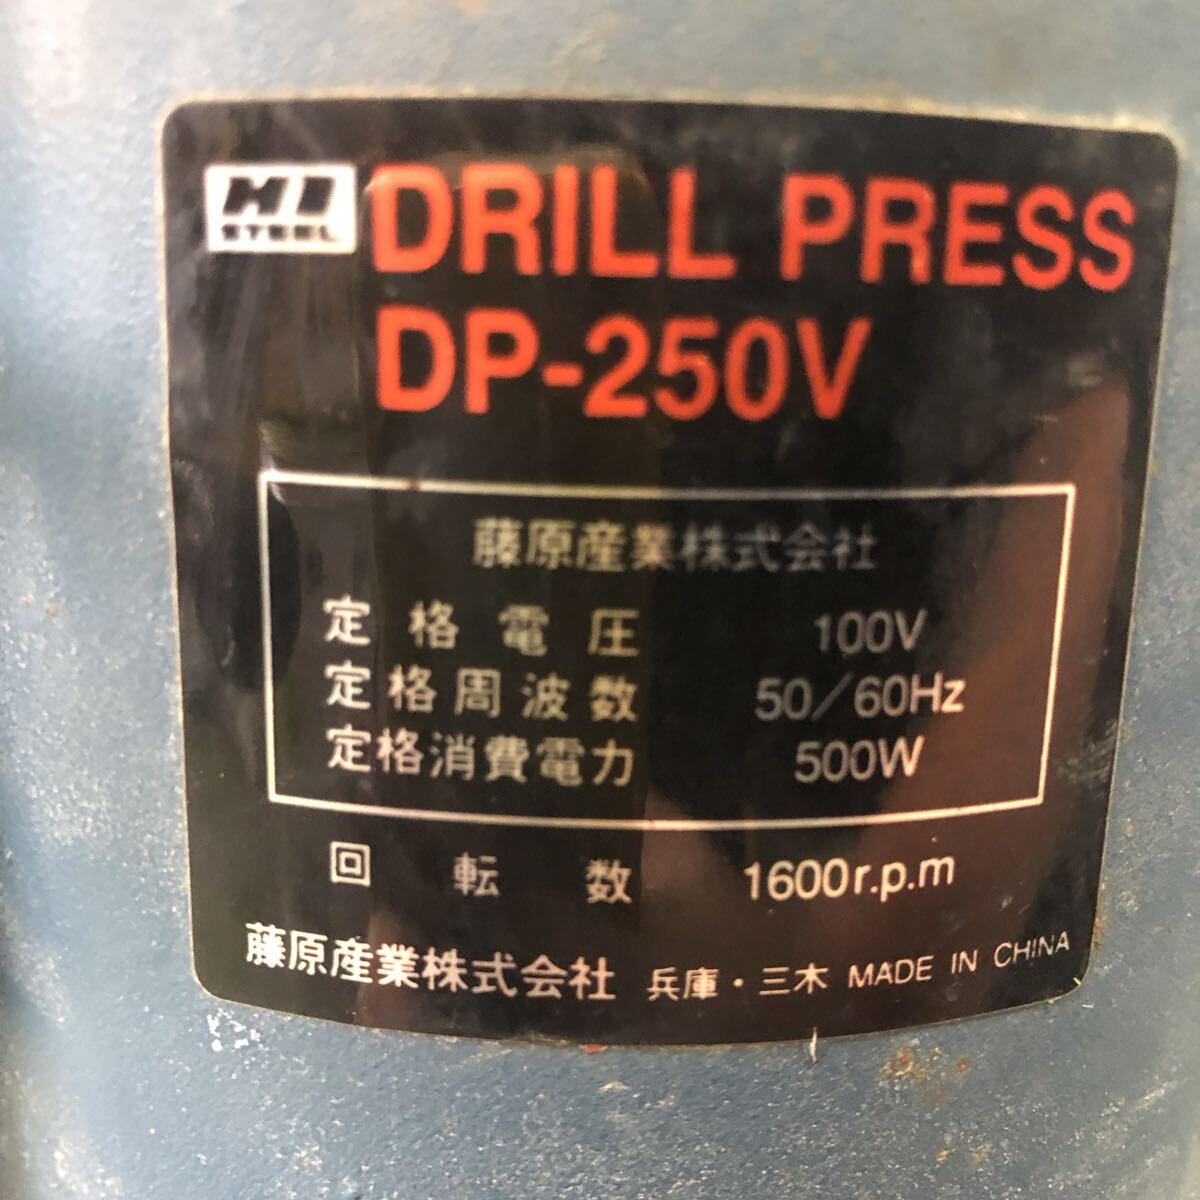 HI
STEEL
DRILL PRESS
DP-250V
藤原産業株式会社
定格電圧 100V
定格周波数 50/60Hz
定格消費電力 500W
回転数 1600r.p.m
藤原産業株式会社 兵庫・三木 MADE IN CHINA